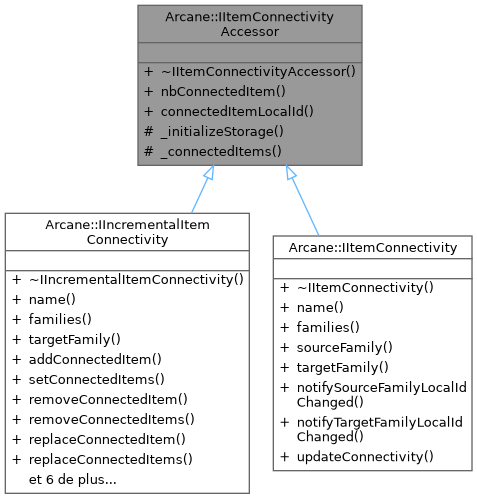 Arcane::IItemConnectivity
Accessor
+ ~IItemConnectivityAccessor()
+ nbConnectedItem()
+ connectedItemLocalId()
# _initializeStorage()
# _connectedItems()
Arcane::IIncrementalItem
Connectivity
+ ~IIncrementalItemConnectivity()
+ name()
+ families()
+ targetFamily()
+ addConnectedItem()
+ setConnectedItems()
+ removeConnectedItem()
+ removeConnectedItems()
+ replaceConnectedItem()
+ replaceConnectedItems()
et 6 de plus...
Arcane::IItemConnectivity
+ ~IItemConnectivity()
+ name()
+ families()
+ sourceFamily()
+ targetFamily()
+ notifySourceFamilyLocalId
Changed()
+ notifyTargetFamilyLocalId
Changed()
+ updateConnectivity()